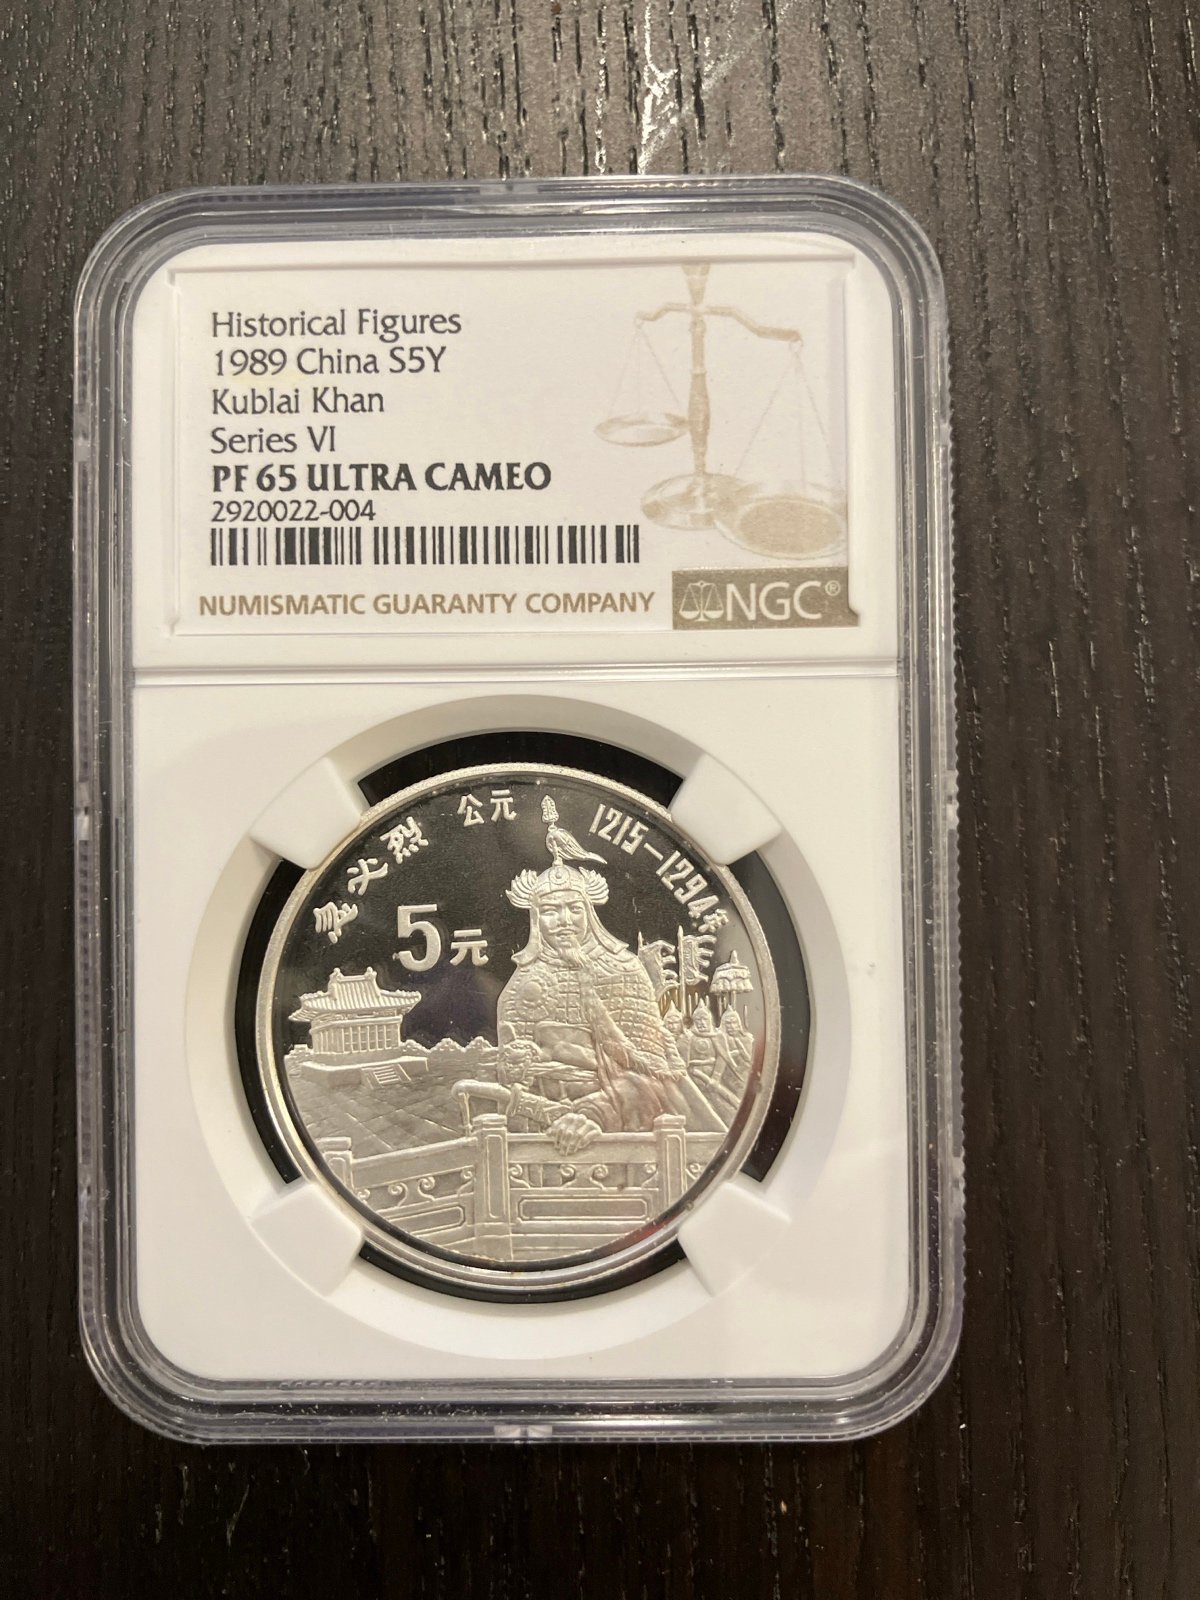 Historical Figures
1989 China S5Y
Kublai Khan
Series VI
PF 65 ULTRA CAMEO
2920022-004
NUMISMATIC GUARANTY COMPANY
NGC®
忽必烈 公元 1215–1294年
5元